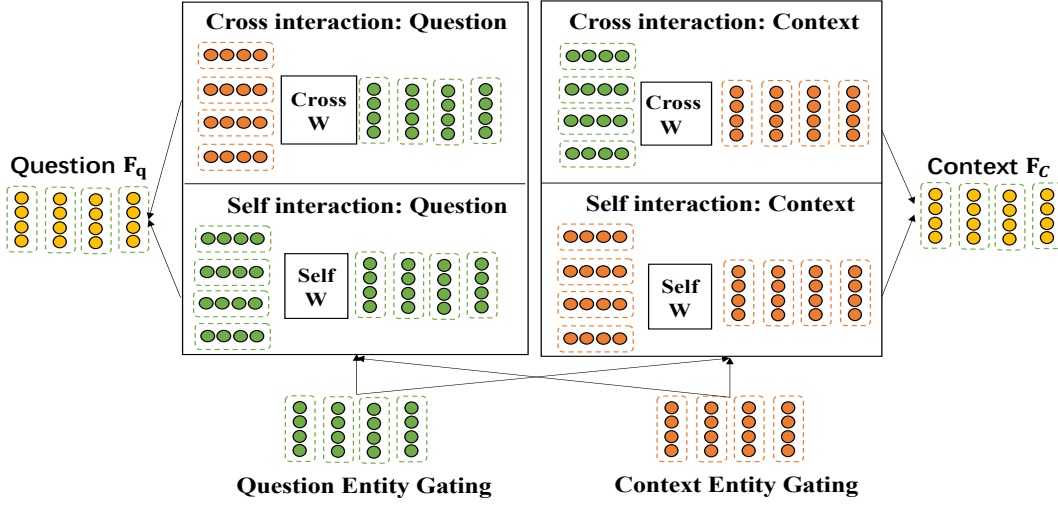 Cross interaction: Question
Cross
W
Cross interaction: Context
Cross
W
Question F_q
Context F_C
Self interaction: Question
Self
W
Self interaction: Context
Self
W
Question Entity Gating
Context Entity Gating